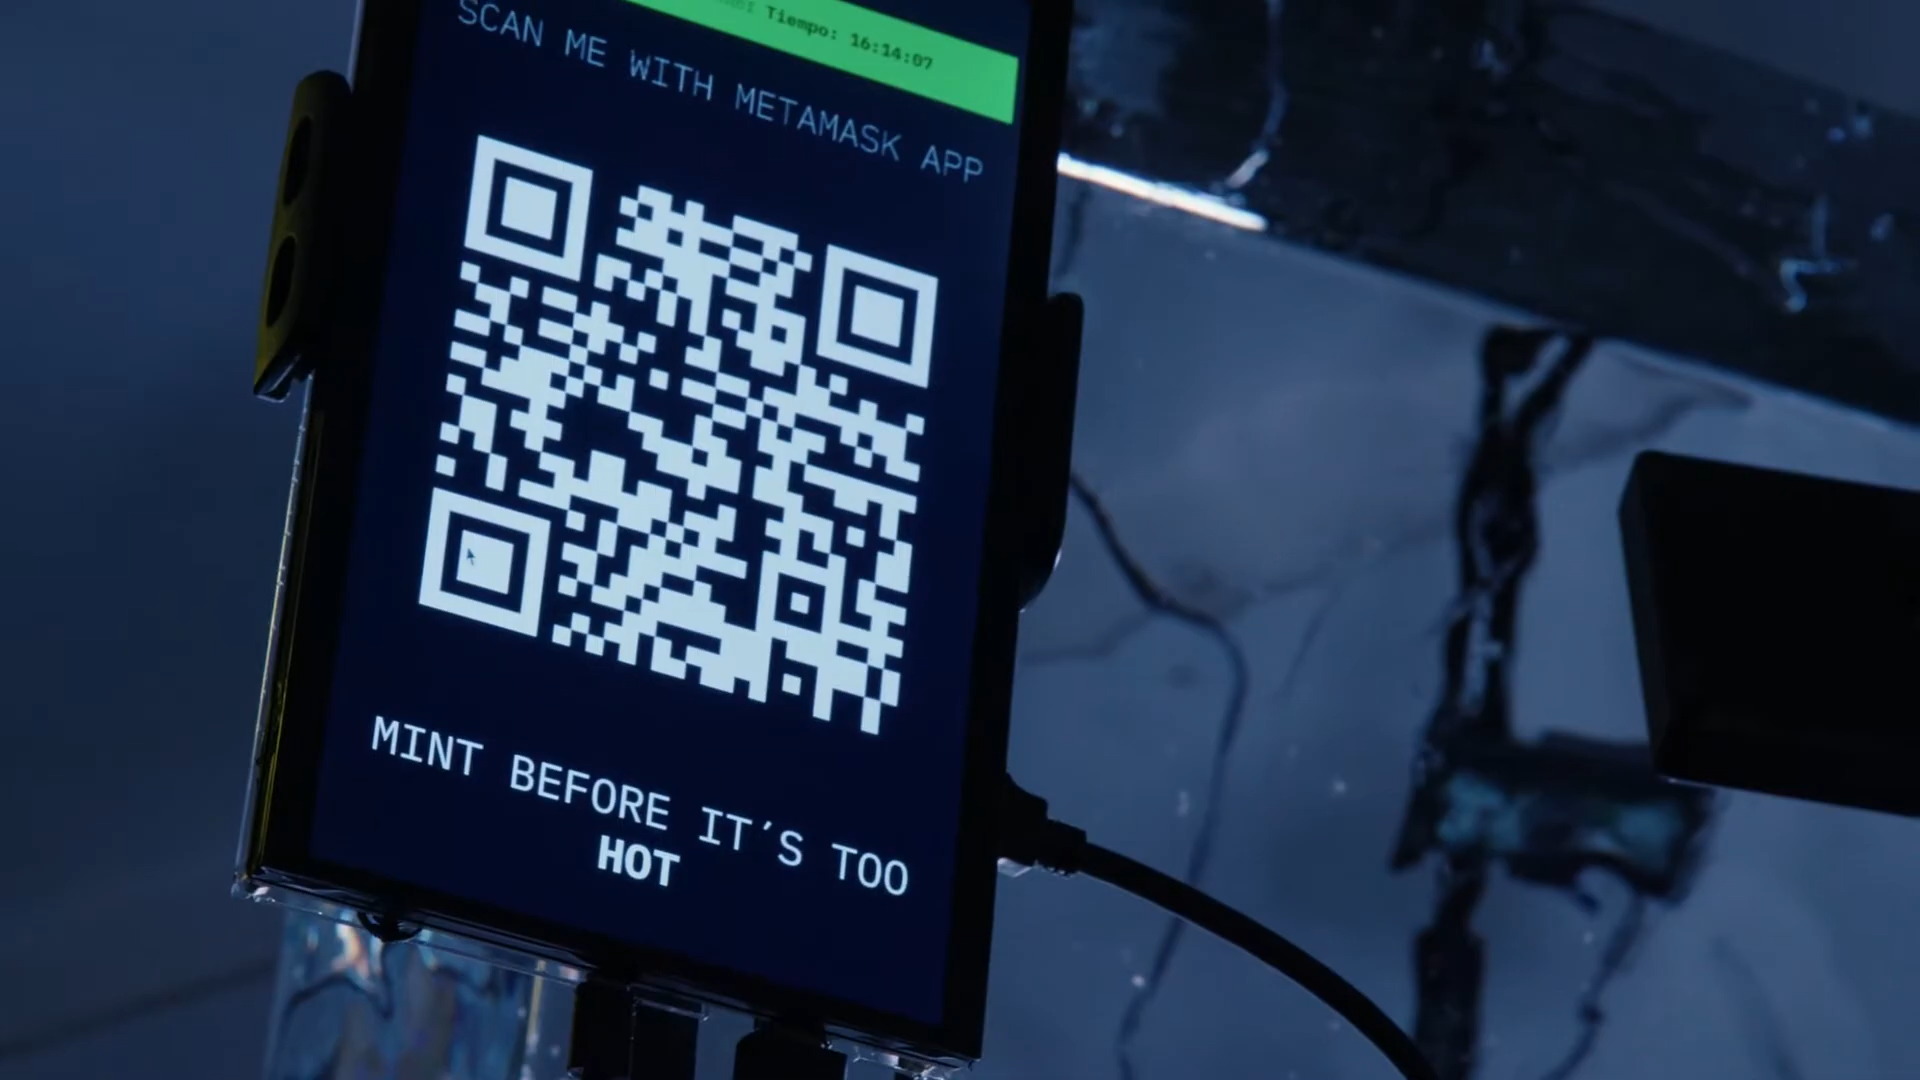 Tiempo: 16:14:07
SCAN ME WITH METAMASK APP
MINT BEFORE IT´S TOO
HOT